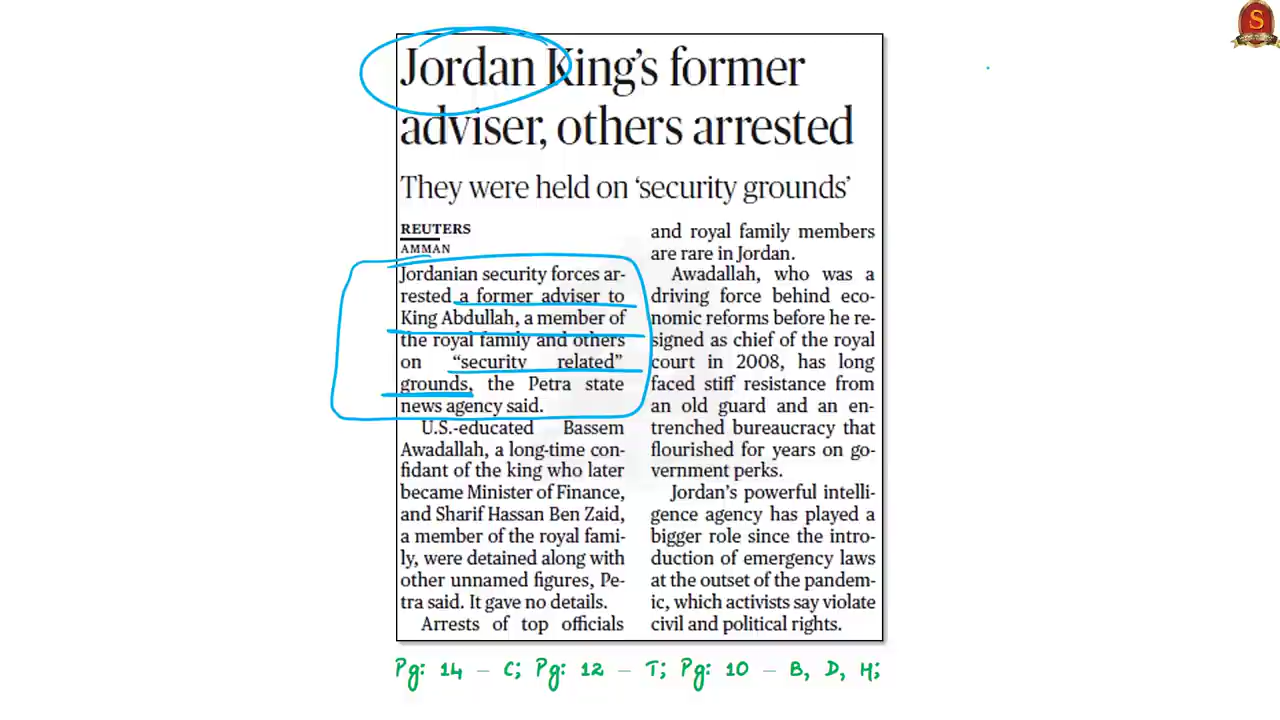 S
Jordan King's former
adviser, others arrested
They were held on 'security grounds'
REUTERS
AMMAN
Jordanian security forces ar-
rested a former adviser to
King Abdullah, a member of
the royal family and others
on "security related"
grounds, the Petra state
news agency said.
U.S.-educated Bassem
Awadallah, a long-time con-
fidant of the king who later
became Minister of Finance,
and Sharif Hassan Ben Zaid,
a member of the royal fami-
ly, were detained along with
other unnamed figures, Pe-
tra said. It gave no details.
Arrests of top officials
and royal family members
are rare in Jordan.
Awadallah, who was a
driving force behind eco-
nomic reforms before he re-
signed as chief of the royal
court in 2008, has long
faced stiff resistance from
an old guard and an en-
trenched bureaucracy that
flourished for years on go-
vernment perks.
Jordan's powerful intelli-
gence agency has played a
bigger role since the intro-
duction of emergency laws
at the outset of the pandem-
ic, which activists say violate
civil and political rights.
Pg: 14 – C; Pg: 12 – T; Pg: 10 – B, D, H;